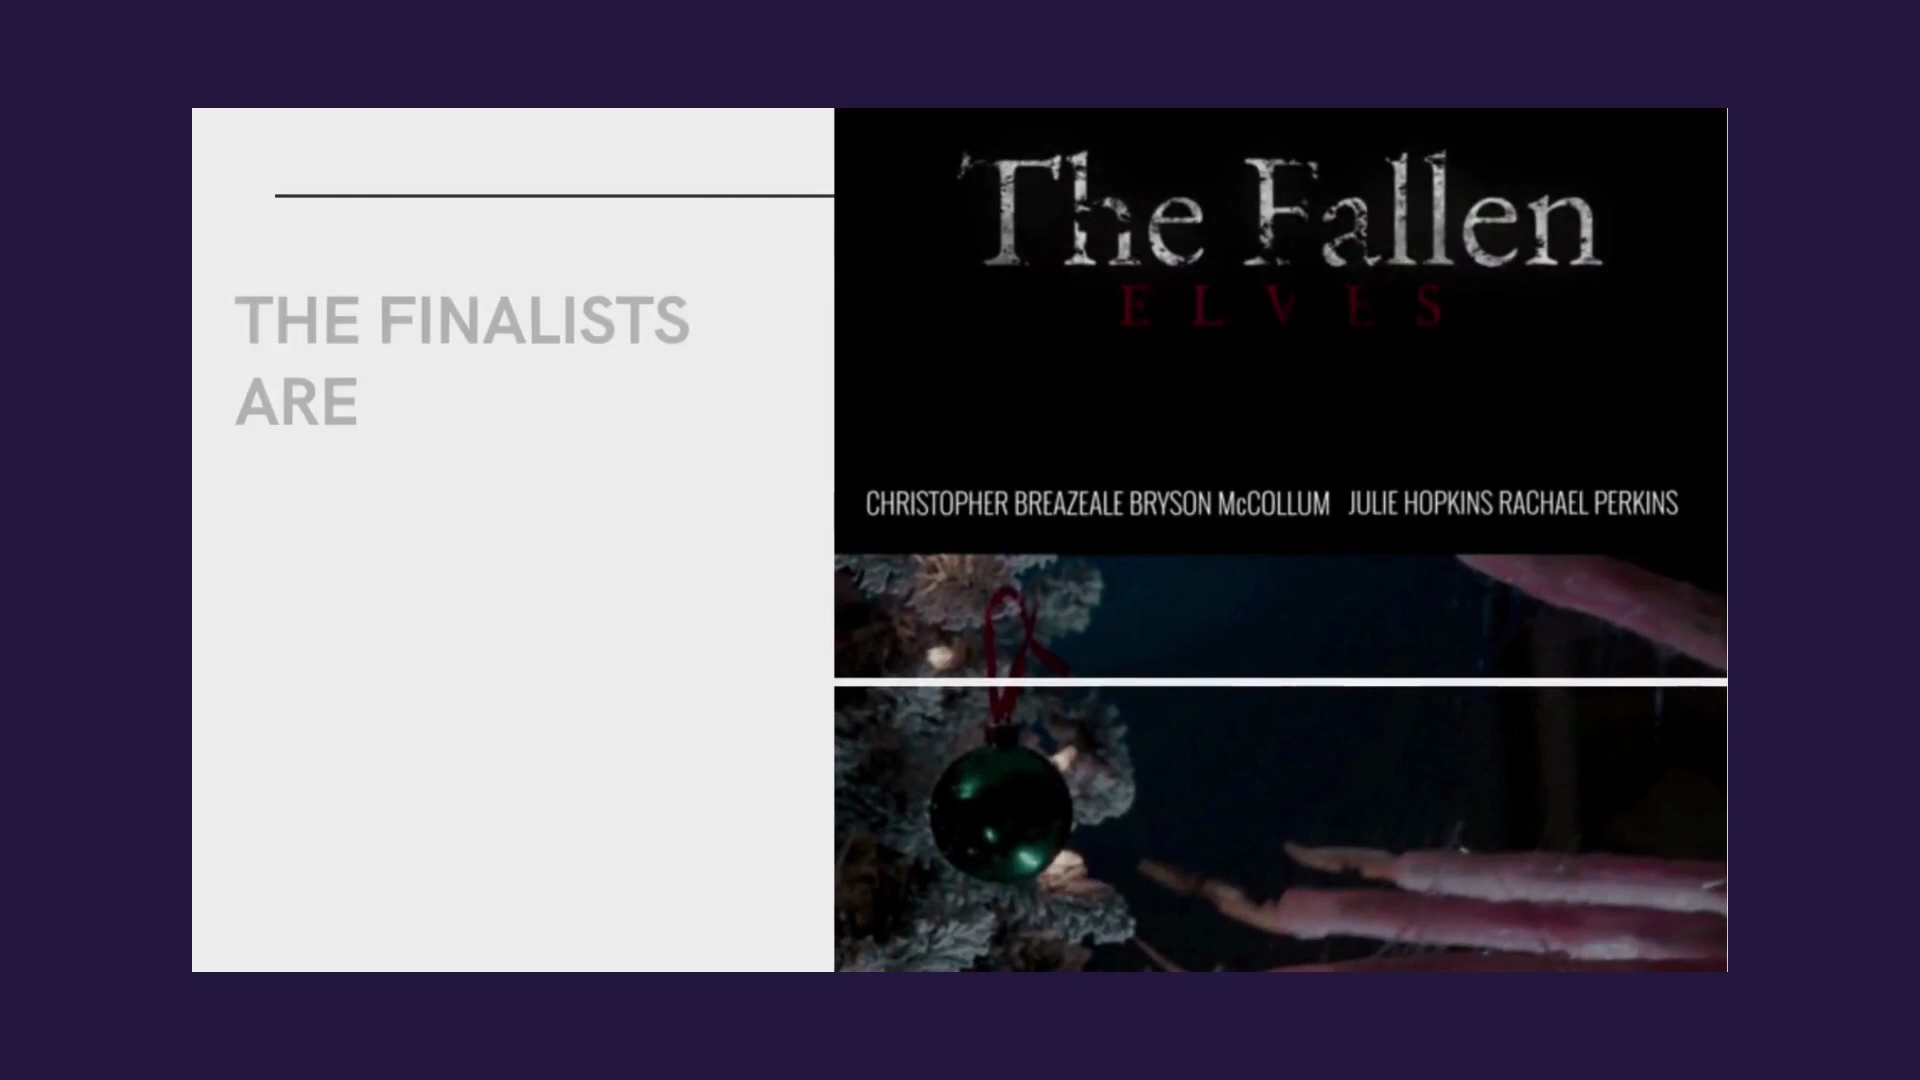 THE FINALISTS
ARE
The Fallen
ELVES
CHRISTOPHER BREAZEALE BRYSON McCOLLUM JULIE HOPKINS RACHAEL PERKINS